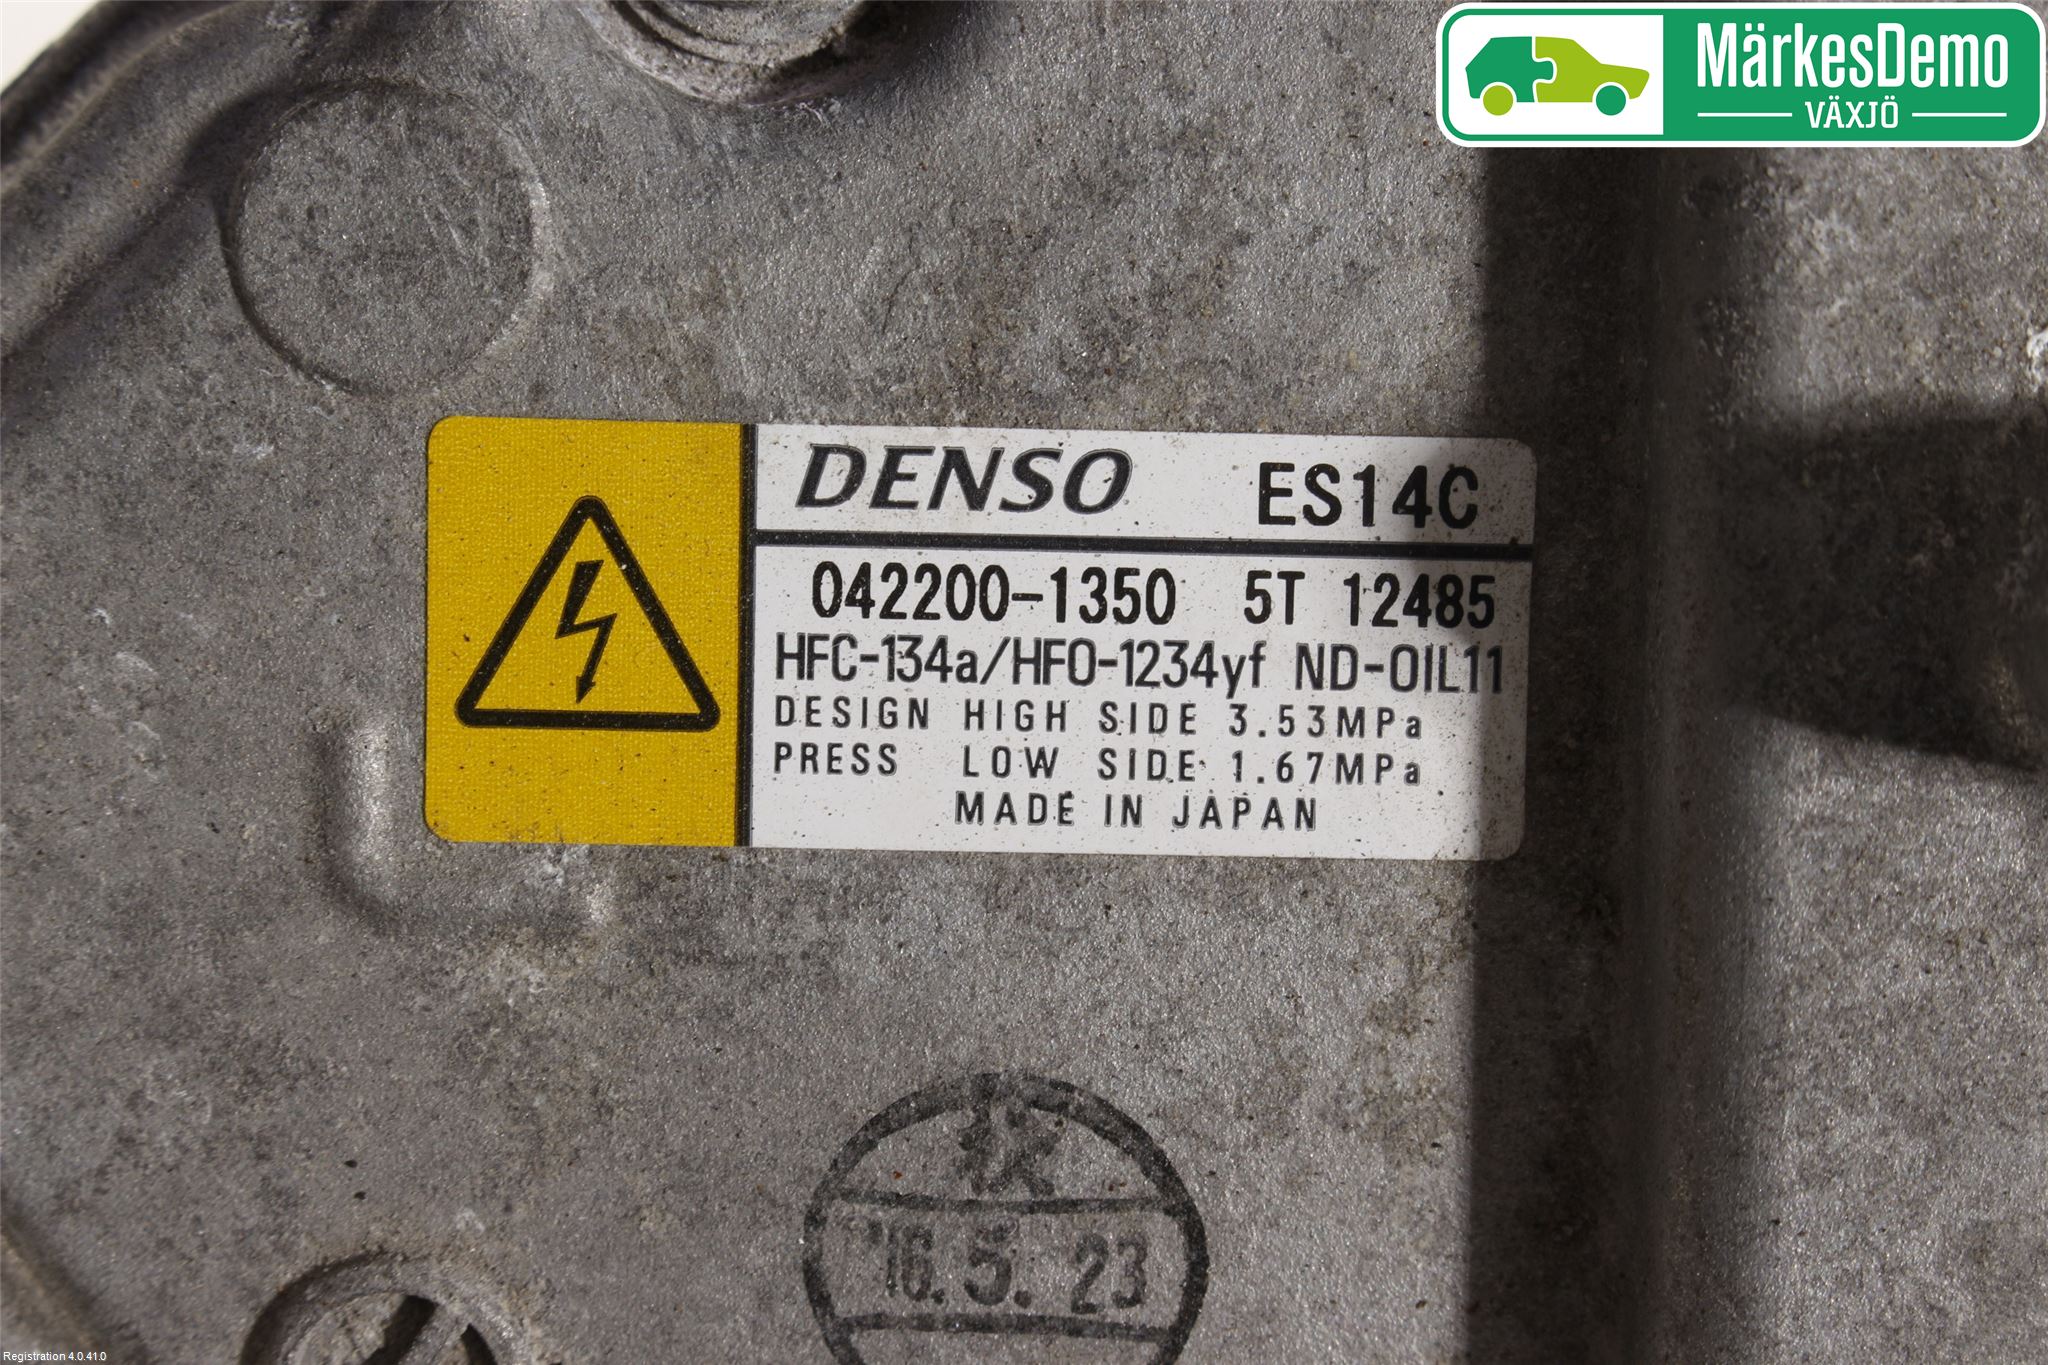 MärkesDemo
VÄXJÖ
DENSO ES14C
042200-1350 5T 12485
HFC-134a/HFO-1234yf ND-OIL11
DESIGN HIGH SIDE 3.53MPa
PRESS LOW SIDE 1.67MPa
MADE IN JAPAN
'16.5.23
Registration 4.0.41.0